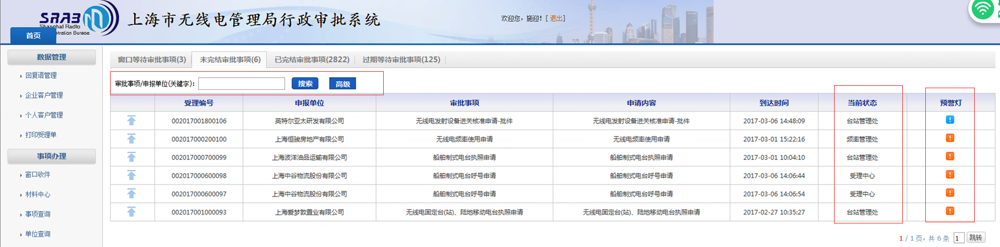 SRAB
Shanghai Radio
tration Bureau
上海市无线电管理局行政审批系统
欢迎您，施迎！[ 退出]
首页
数据管理
回复语管理
企业客户管理
个人客户管理
打印受理单
事项办理
窗口收件
材料中心
事项查询
单位查询
窗口等待审批事项(3) 未完结审批事项(6) 已完结审批事项(2822) 过期等待审批事项(125)
审批事项/申报单位(关键字)： 搜索 高级
受理编号 申报单位 审批事项 申请内容 到达时间 当前状态 预警灯
002017001800106 英特尔亚太研发有限公司 无线电发射设备进关核准申请-批件 无线电发射设备进关核准申请-批件 2017-03-06 14:48:09 台站管理处
002017000200100 上海恒骏房地产有限公司 无线电频率使用申请 无线电频率使用申请 2017-03-01 15:22:16 频率管理处
002017000700099 上海波洋油品运输有限公司 船舶制式电台执照申请 船舶制式电台执照申请 2017-03-01 10:04:10 台站管理处
002017000600098 上海中谷物流股份有限公司 船舶制式电台呼号申请 船舶制式电台呼号申请 2017-03-06 14:06:44 受理中心
002017000600097 上海中谷物流股份有限公司 船舶制式电台呼号申请 船舶制式电台呼号申请 2017-03-06 14:06:54 受理中心
002017001000093 上海爱梦敦置业有限公司 无线电固定台(站)、陆地移动电台执照申请 无线电固定台(站)、陆地移动电台执照申请 2017-02-27 10:35:27 台站管理处
1 / 1 页，共 6 条 1 跳转